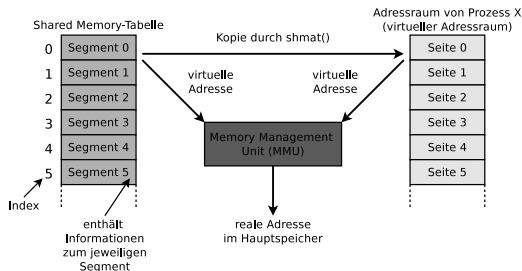 Shared Memory-Tabelle
0
Segment 0
1
Segment 1
2
Segment 2
3
Segment 3
4
Segment 4
5
Segment 5
Index
enthält
Informationen
zum jeweiligen
Segment
Kopie durch shmat()
virtuelle
Adresse
virtuelle
Adresse
Memory Management
Unit (MMU)
reale Adresse
im Hauptspeicher
Adressraum von Prozess X
(virtueller Adressraum)
Seite 0
Seite 1
Seite 2
Seite 3
Seite 4
Seite 5